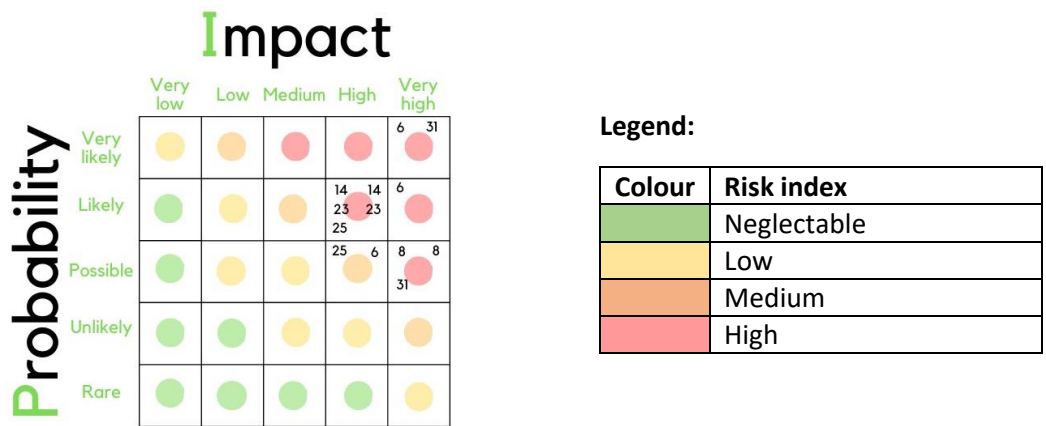 Impact
Very low Low Medium High Very high
Probabillity
Very likely 6 31
Likely 14 14 6
23 23
25
Possible 25 6 8 8
31
Unlikely
Rare
Legend:
Colour Risk index
Neglectable
Low
Medium
High